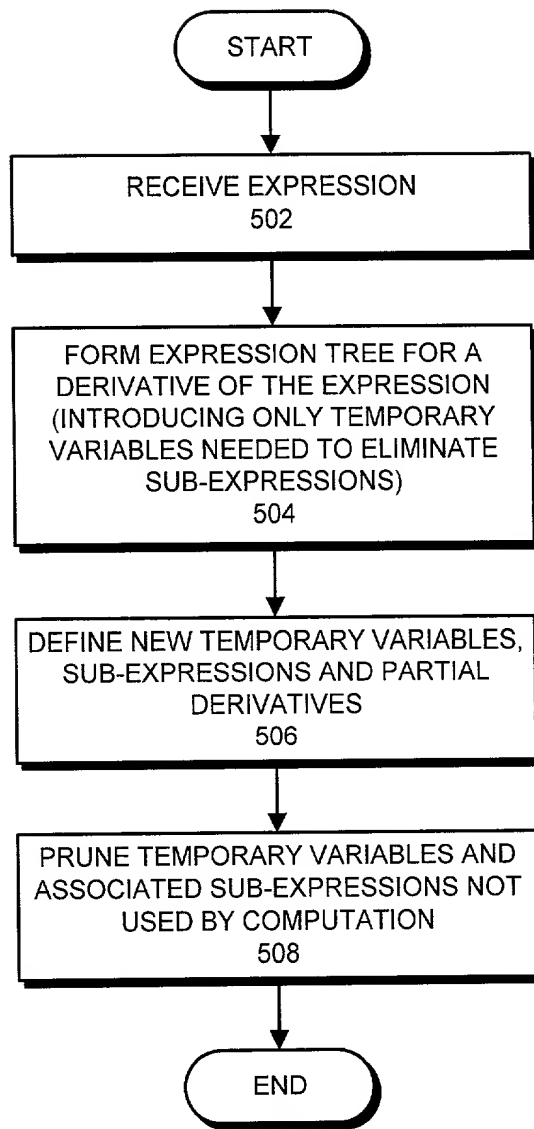 START
RECEIVE EXPRESSION
502
FORM EXPRESSION TREE FOR A
DERIVATIVE OF THE EXPRESSION
(INTRODUCING ONLY TEMPORARY
VARIABLES NEEDED TO ELIMINATE
SUB-EXPRESSIONS)
504
DEFINE NEW TEMPORARY VARIABLES,
SUB-EXPRESSIONS AND PARTIAL
DERIVATIVES
506
PRUNE TEMPORARY VARIABLES AND
ASSOCIATED SUB-EXPRESSIONS NOT
USED BY COMPUTATION
508
END